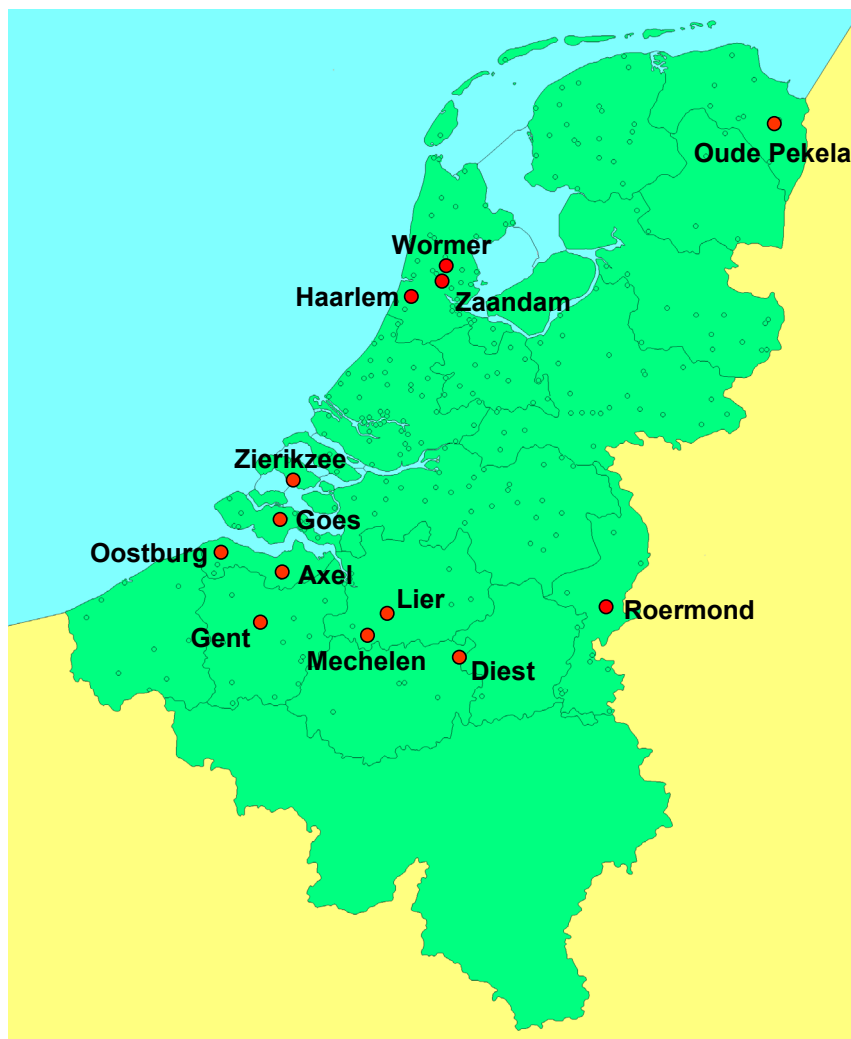 Oude Pekela
Wormer
Haarlem
Zaandam
Zierikzee
Goes
Oostburg
Axel
Lier
Roermond
Gent
Mechelen
Diest